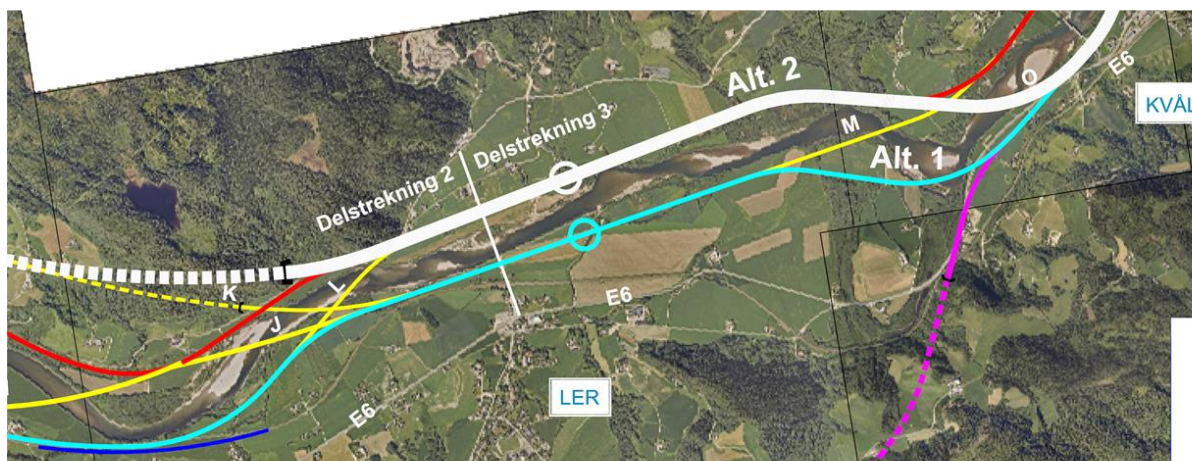 Alt. 2
O
E6
KVÅL
M
Alt. 1
Delstrekning 3
Delstrekning 2
L
K
J
E6
LER
E6